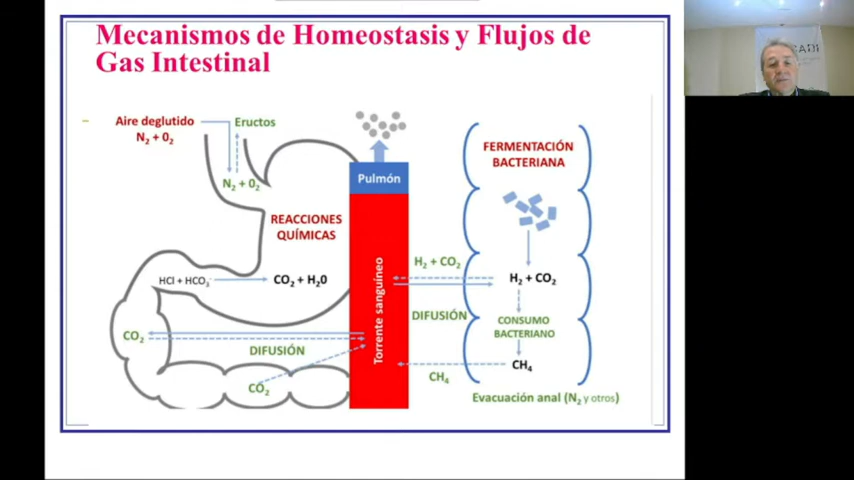 Mecanismos de Homeostasis y Flujos de
Gas Intestinal
Aire deglutido
N2 + 02
Eructos
N2 + 02
REACCIONES
QUÍMICAS
HCl + HCO3-
CO2 + H20
CO2
DIFUSIÓN
CO2
Pulmón
Torrente sanguíneo
H2 + CO2
DIFUSIÓN
CH4
FERMENTACIÓN
BACTERIANA
H2 + CO2
CONSUMO
BACTERIANO
CH4
Evacuación anal (N2 y otros)